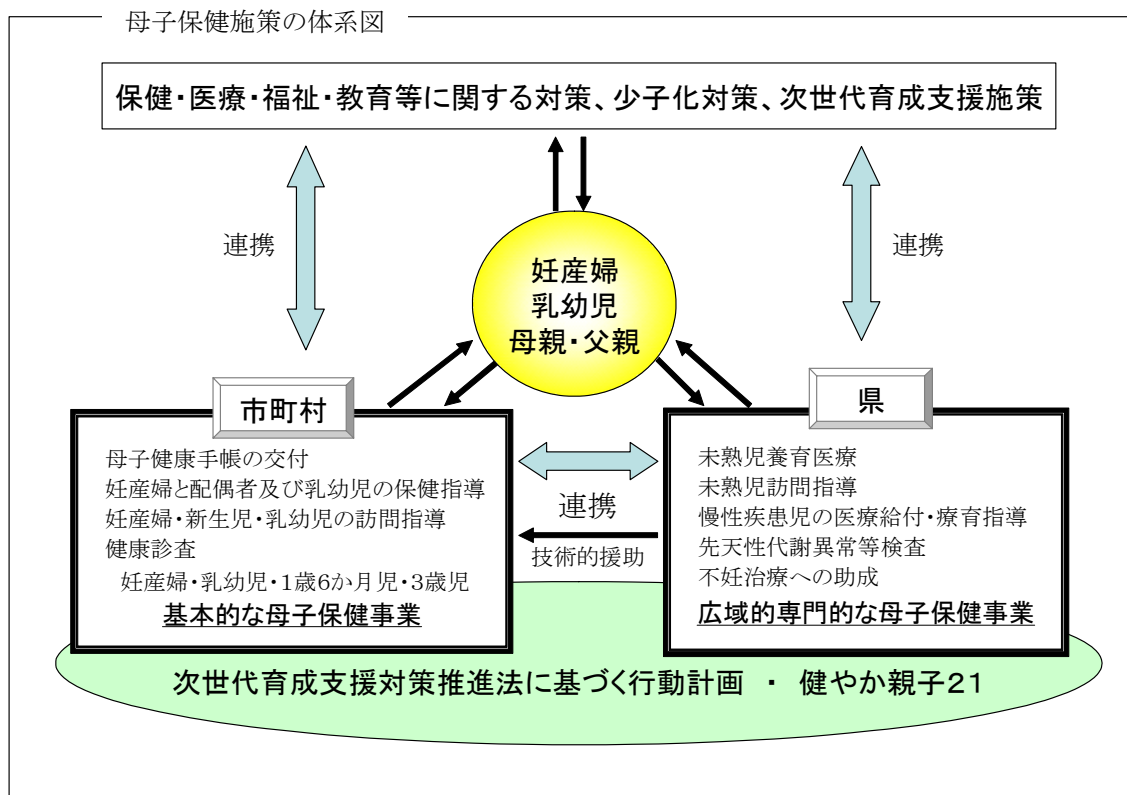 母子保健施策の体系図
保健・医療・福祉・教育等に関する対策、少子化対策、次世代育成支援施策
連携
連携
妊産婦
乳幼児
母親・父親
市町村
母子健康手帳の交付
妊産婦と配偶者及び乳幼児の保健指導
妊産婦・新生児・乳幼児の訪問指導
健康診査
妊産婦・乳幼児・1歳6か月児・3歳児
基本的な母子保健事業
連携
技術的援助
県
未熟児養育医療
未熟児訪問指導
慢性疾患児の医療給付・療育指導
先天性代謝異常等検査
不妊治療への助成
広域的専門的な母子保健事業
次世代育成支援対策推進法に基づく行動計画 ・ 健やか親子21